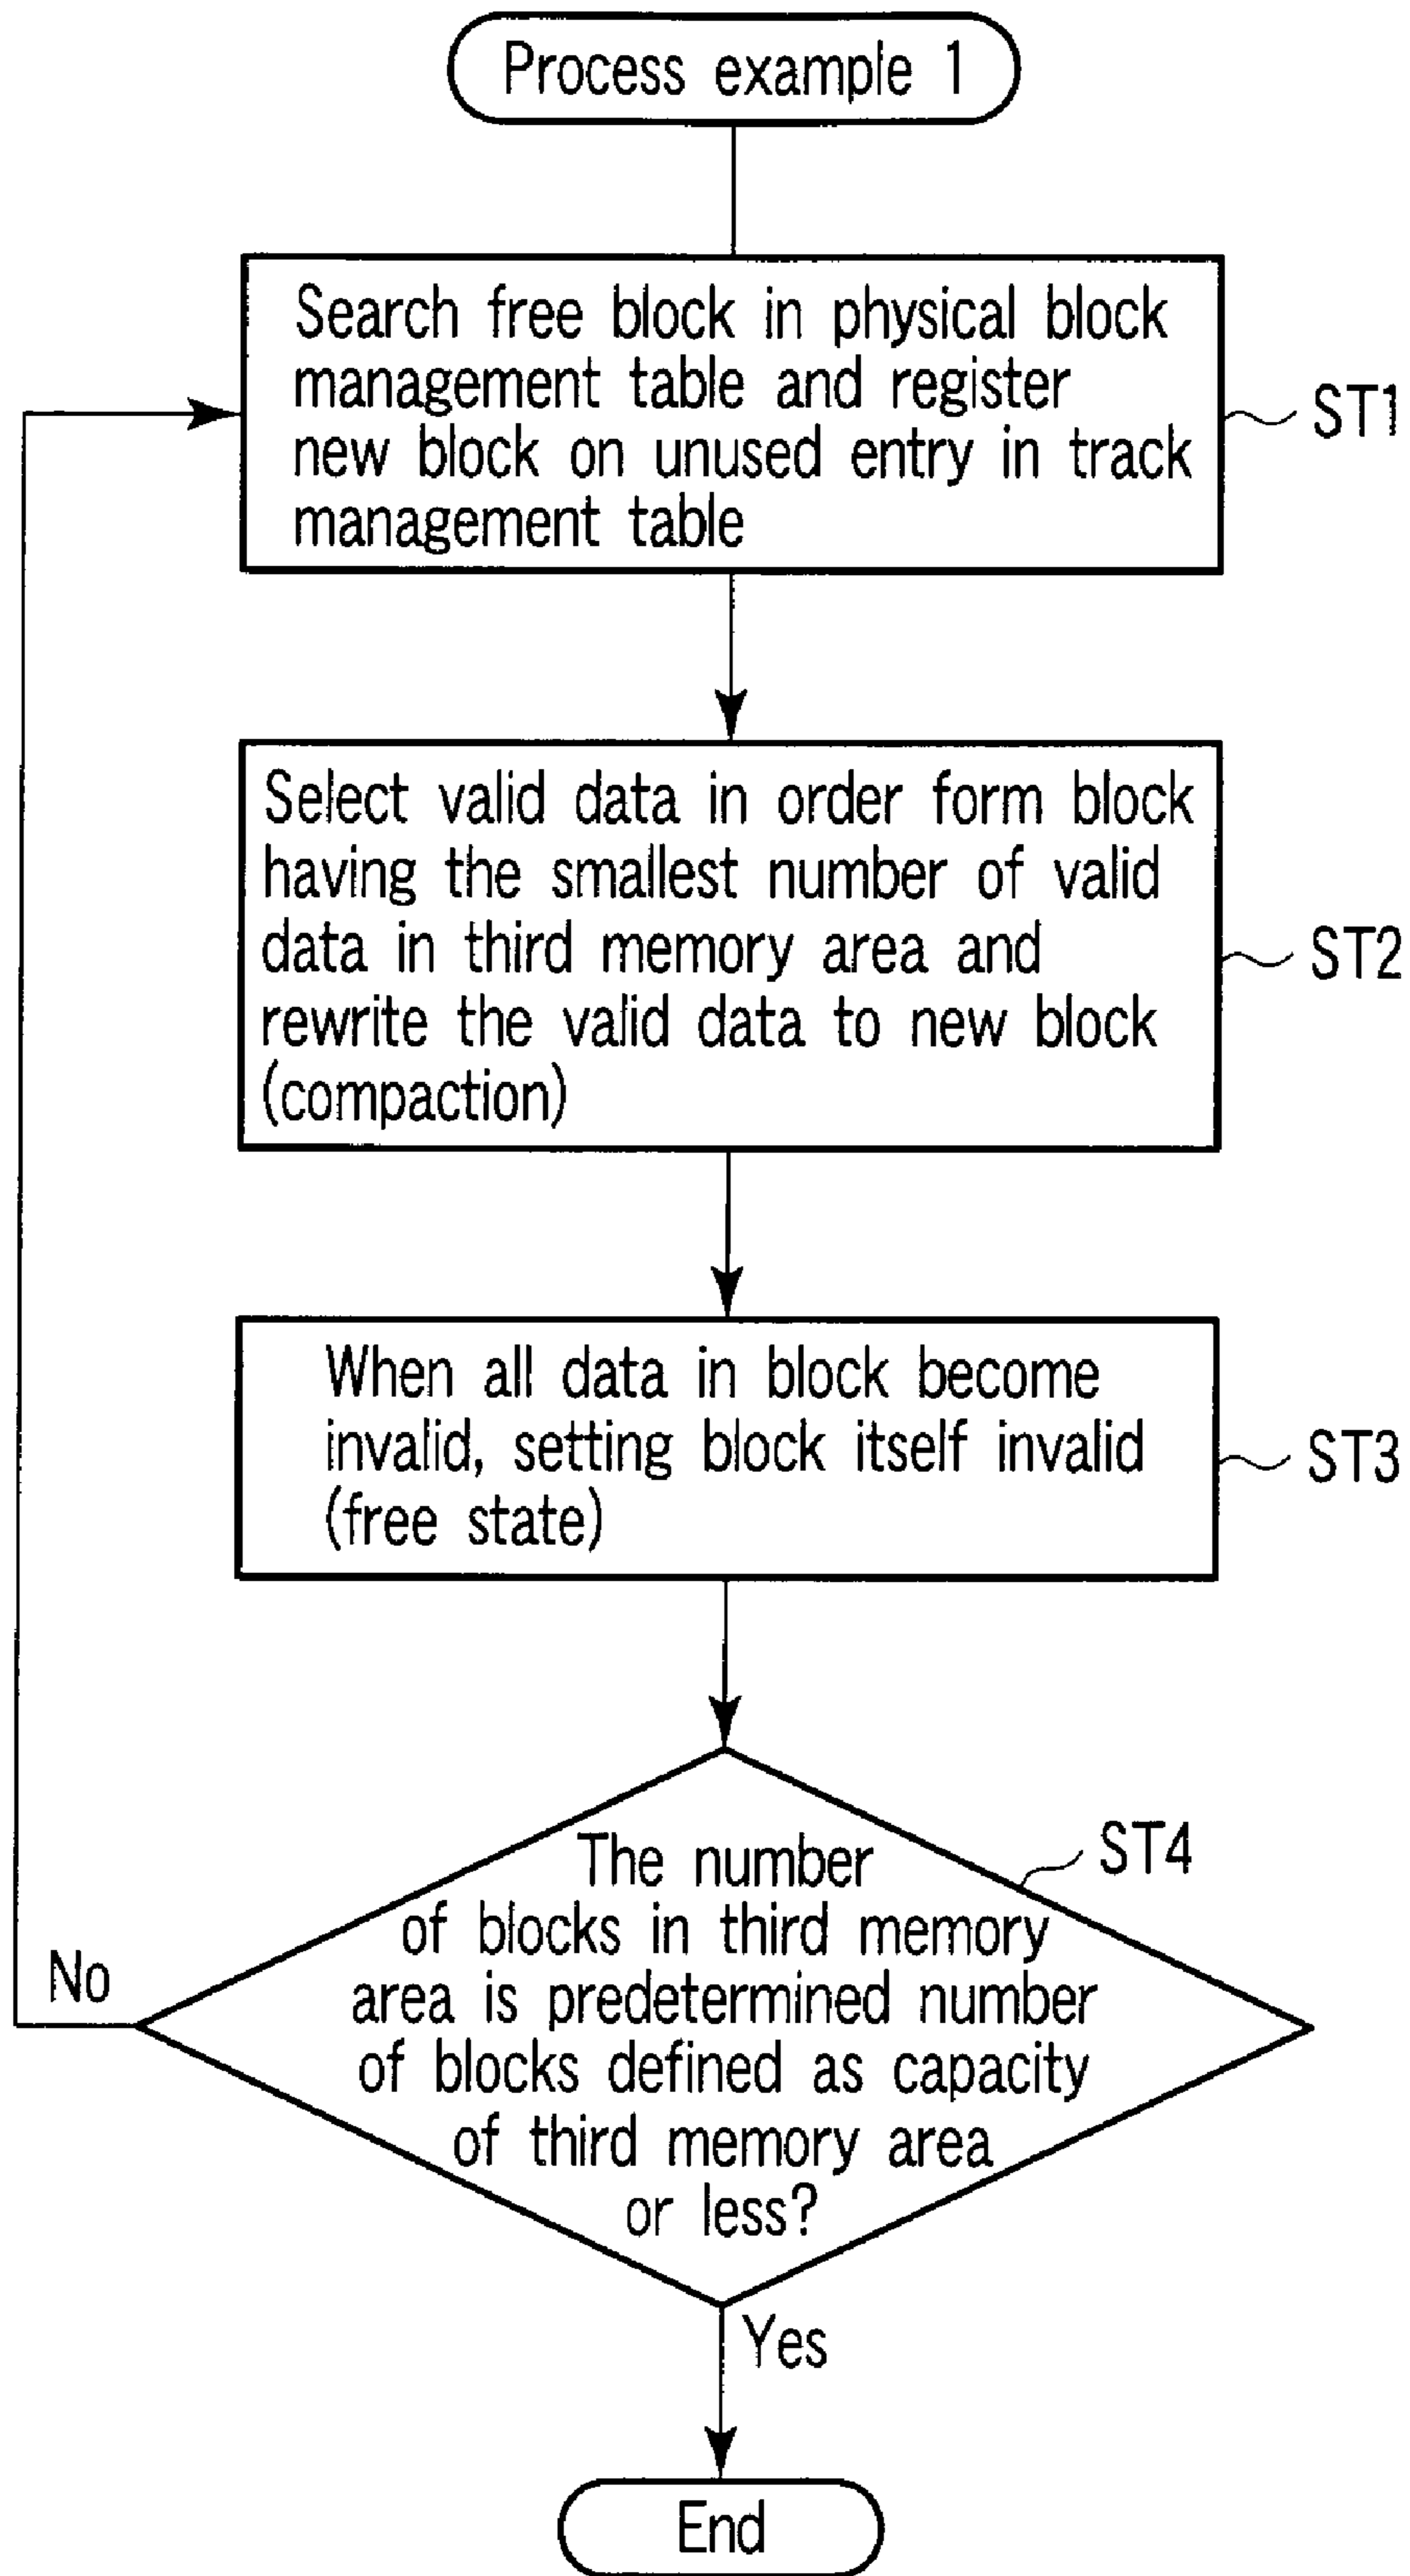 Process example 1
Search free block in physical block
management table and register
new block on unused entry in track
management table
ST1
Select valid data in order form block
having the smallest number of valid
data in third memory area and
rewrite the valid data to new block
(compaction)
ST2
When all data in block become
invalid, setting block itself invalid
(free state)
ST3
The number
of blocks in third memory
area is predetermined number
of blocks defined as capacity
of third memory area
or less?
ST4
No
Yes
End